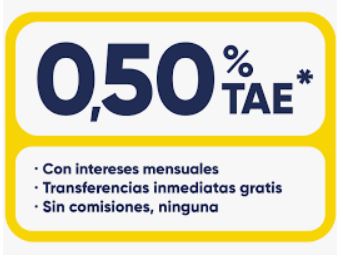 0,50 % TAE*
· Con intereses mensuales
· Transferencias inmediatas gratis
· Sin comisiones, ninguna